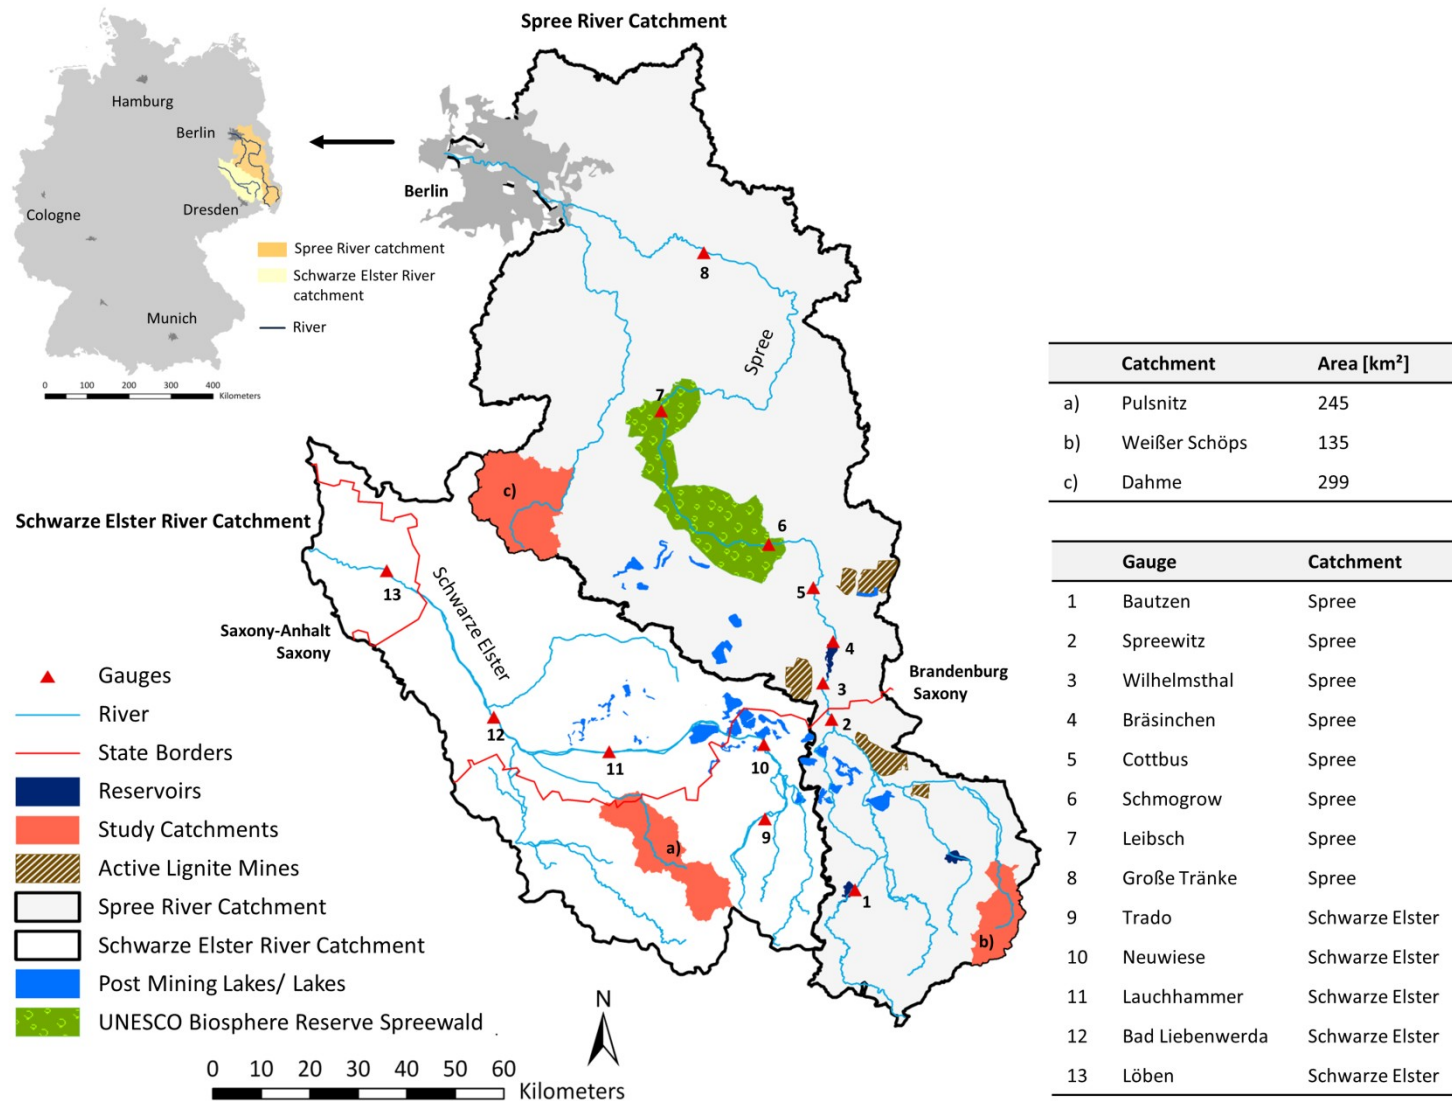 Spree River Catchment
Hamburg
Berlin
Cologne
Dresden
Munich
Spree River catchment
Schwarze Elster River
catchment
River
0 100 200 300 400
Kilometers
Berlin
8
Spree
7
6
5
4
3
2
1
c)
Schwarze Elster River Catchment
13
Schwarze Elster
Saxony-Anhalt
Saxony
Brandenburg
Saxony
12
11
10
9
a)
b)
Gauges
River
State Borders
Reservoirs
Study Catchments
Active Lignite Mines
Spree River Catchment
Schwarze Elster River Catchment
Post Mining Lakes/ Lakes
UNESCO Biosphere Reserve Spreewald
N
0 10 20 30 40 50 60
Kilometers
Catchment Area [km²]
a) Pulsnitz 245
b) Weißer Schöps 135
c) Dahme 299
Gauge Catchment
1 Bautzen Spree
2 Spreewitz Spree
3 Wilhelmsthal Spree
4 Bräsinchen Spree
5 Cottbus Spree
6 Schmogrow Spree
7 Leibsch Spree
8 Große Tränke Spree
9 Trado Schwarze Elster
10 Neuwiese Schwarze Elster
11 Lauchhammer Schwarze Elster
12 Bad Liebenwerda Schwarze Elster
13 Löben Schwarze Elster